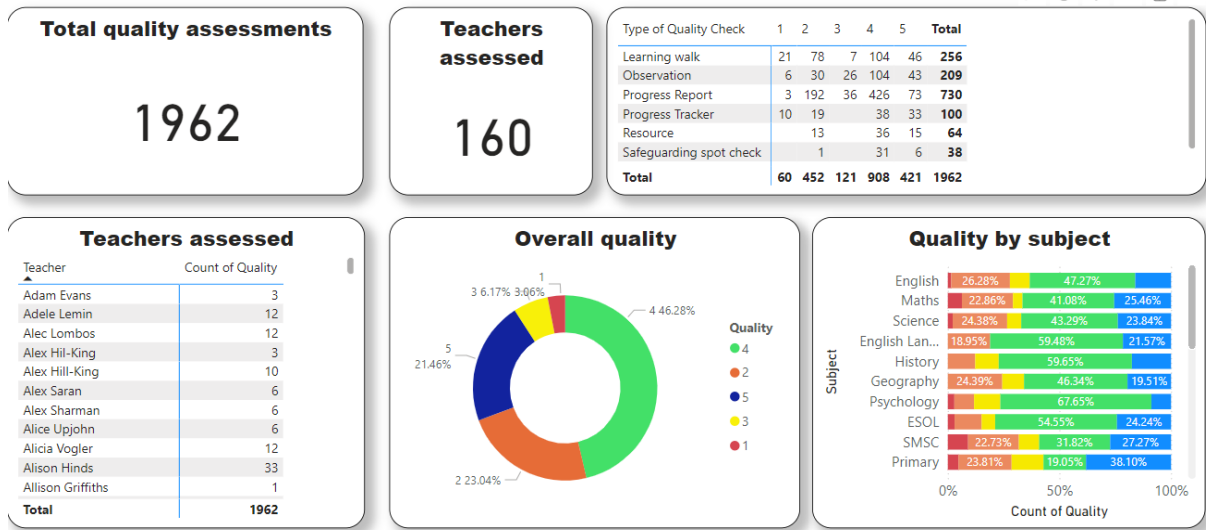 Total quality assessments
1962
Teachers
assessed
160
Type of Quality Check 1 2 3 4 5 Total
Learning walk 21 78 7 104 46 256
Observation 6 30 26 104 43 209
Progress Report 3 192 36 426 73 730
Progress Tracker 10 19 38 33 100
Resource 13 36 15 64
Safeguarding spot check 1 31 6 38
Total 60 452 121 908 421 1962
Teachers assessed
Teacher Count of Quality
Adam Evans 3
Adele Lemin 12
Alec Lombos 12
Alex Hil-King 3
Alex Hill-King 10
Alex Saran 6
Alex Sharman 6
Alice Upjohn 6
Alicia Vogler 12
Alison Hinds 33
Allison Griffiths 1
Total 1962
Overall quality
1
3 6.17% 3.06%
4 46.28%
5
21.46%
2 23.04%
Quality
4
2
5
3
1
Quality by subject
Subject
English 26.28% 47.27%
Maths 22.86% 41.08% 25.46%
Science 24.38% 43.29% 23.84%
English Lan... 18.95% 59.48% 21.57%
History 59.65%
Geography 24.39% 46.34% 19.51%
Psychology 67.65%
ESOL 54.55% 24.24%
SMSC 22.73% 31.82% 27.27%
Primary 23.81% 19.05% 38.10%
0% 50% 100%
Count of Quality